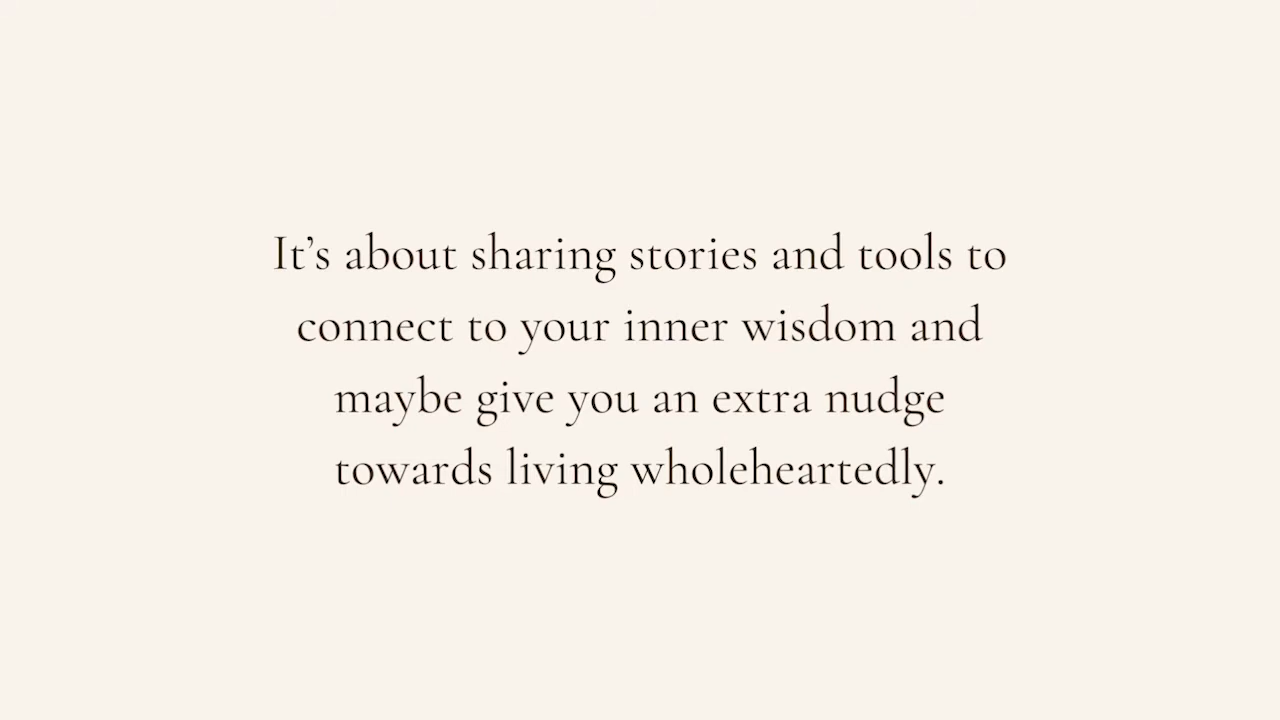 It’s about sharing stories and tools to
connect to your inner wisdom and
maybe give you an extra nudge
towards living wholeheartedly.